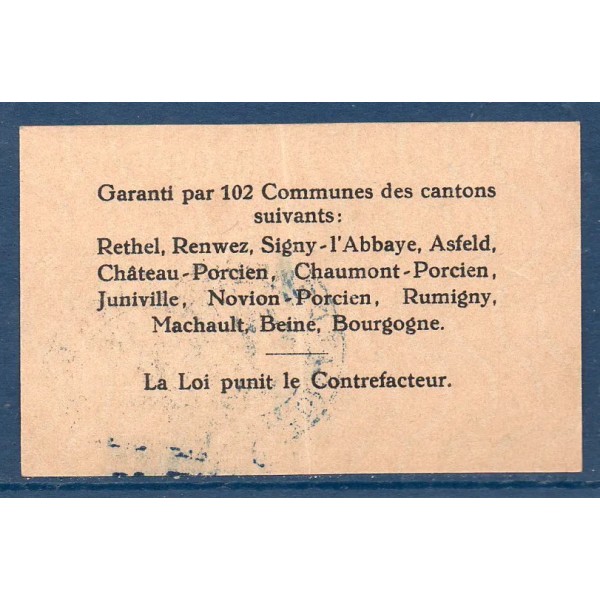 Garanti par 102 Communes des cantons
suivants:
Rethel, Renwez, Signy-l'Abbaye, Asfeld,
Château-Porcien, Chaumont-Porcien,
Juniville, Novion-Porcien, Rumigny,
Machault, Beine, Bourgogne.
La Loi punit le Contrefacteur.